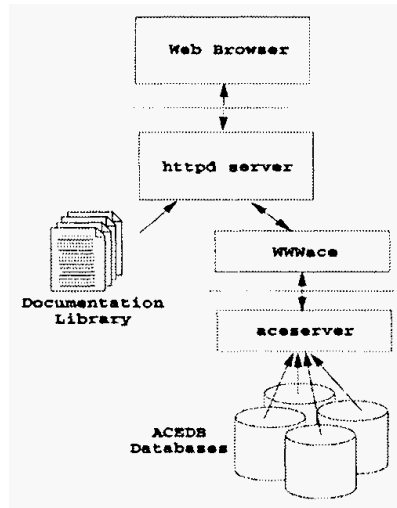 Web Browser
httpd server
WWWace
Documentation
Library
aceserver
ACEDB
Databases